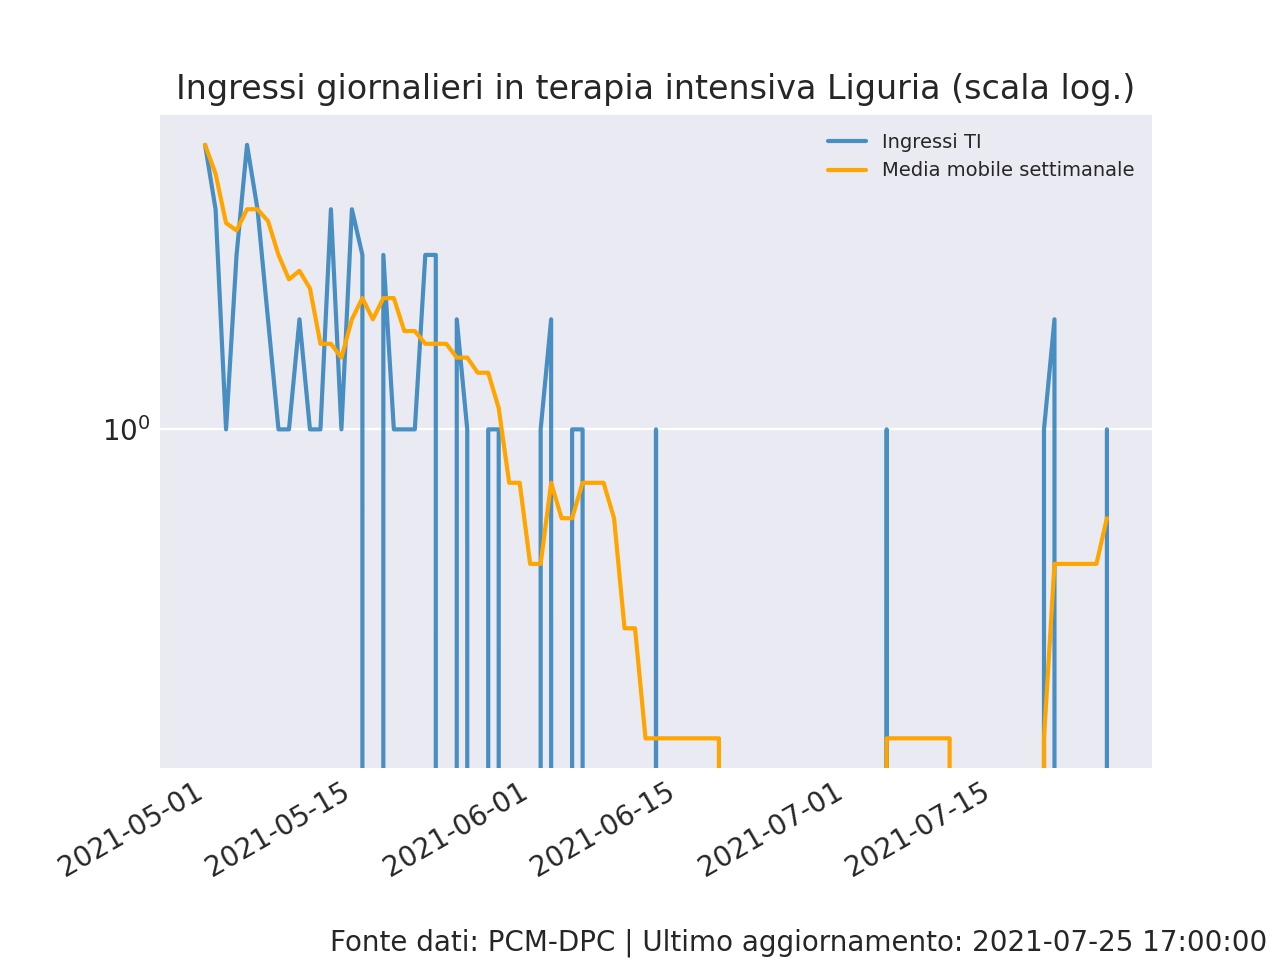 Ingressi giornalieri in terapia intensiva Liguria (scala log.)
Ingressi TI
Media mobile settimanale
10⁰
2021-05-01
2021-05-15
2021-06-01
2021-06-15
2021-07-01
2021-07-15
Fonte dati: PCM-DPC | Ultimo aggiornamento: 2021-07-25 17:00:00